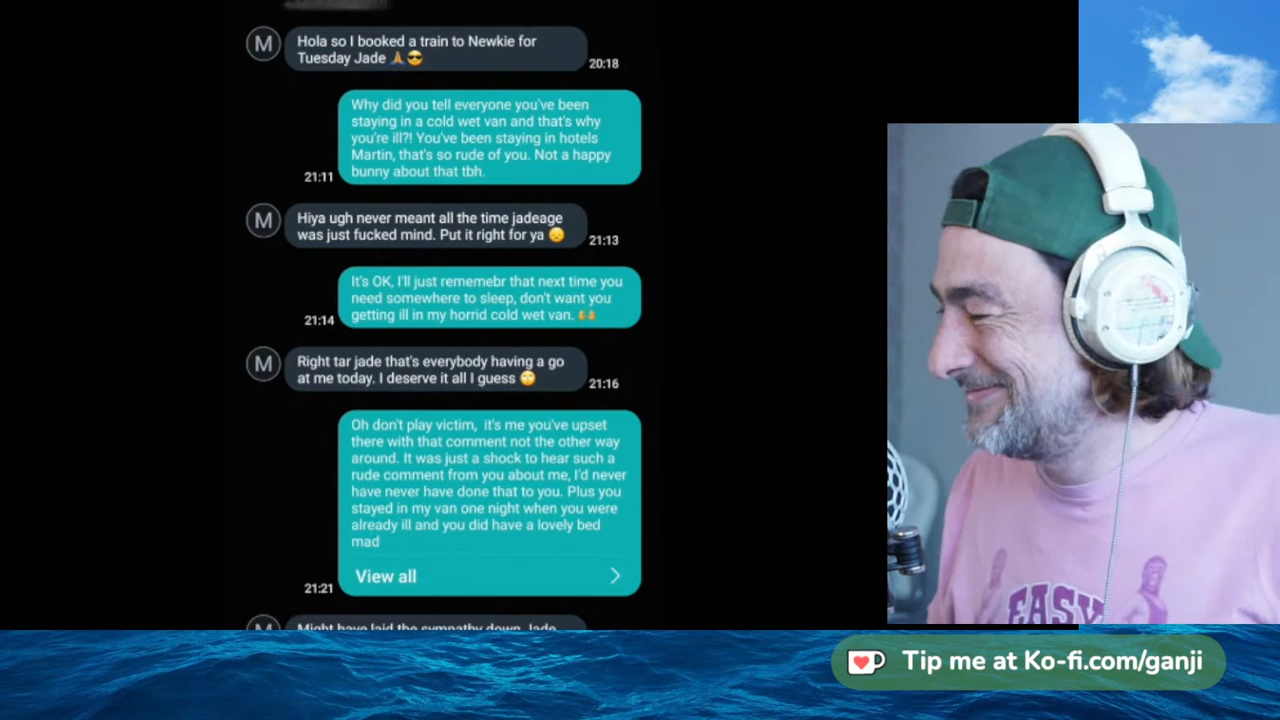 M
Hola so I booked a train to Newkie for
Tuesday Jade 🙏😎
20:18
Why did you tell everyone you've been
staying in a cold wet van and that's why
you're ill?! You've been staying in hotels
Martin, that's so rude of you. Not a happy
bunny about that tbh.
21:11
M
Hiya ugh never meant all the time jadeage
was just fucked mind. Put it right for ya 😞
21:13
It's OK, I'll just rememebr that next time you
need somewhere to sleep, don't want you
getting ill in my horrid cold wet van. 🙌
21:14
M
Right tar jade that's everybody having a go
at me today. I deserve it all I guess 🙄
21:16
Oh don't play victim, it's me you've upset
there with that comment not the other way
around. It was just a shock to hear such a
rude comment from you about me, I'd never
have never have done that to you. Plus you
stayed in my van one night when you were
already ill and you did have a lovely bed
mad
View all
21:21
M
Might have laid the sympathy down Jade
EASY
Tip me at Ko-fi.com/ganji